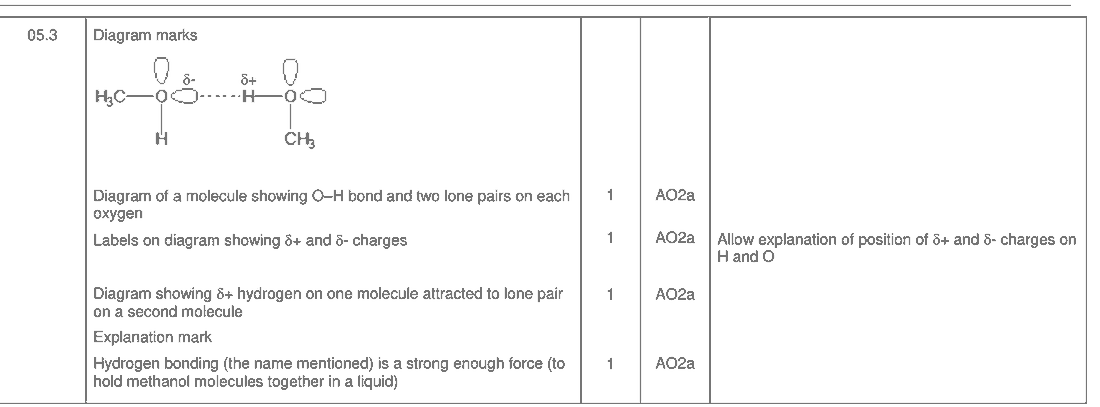 05.3 Diagram marks
δ- δ+
H₃C O H O
H CH₃
Diagram of a molecule showing O–H bond and two lone pairs on each 1 AO2a
oxygen
Labels on diagram showing δ+ and δ- charges 1 AO2a Allow explanation of position of δ+ and δ- charges on
H and O
Diagram showing δ+ hydrogen on one molecule attracted to lone pair 1 AO2a
on a second molecule
Explanation mark
Hydrogen bonding (the name mentioned) is a strong enough force (to 1 AO2a
hold methanol molecules together in a liquid)